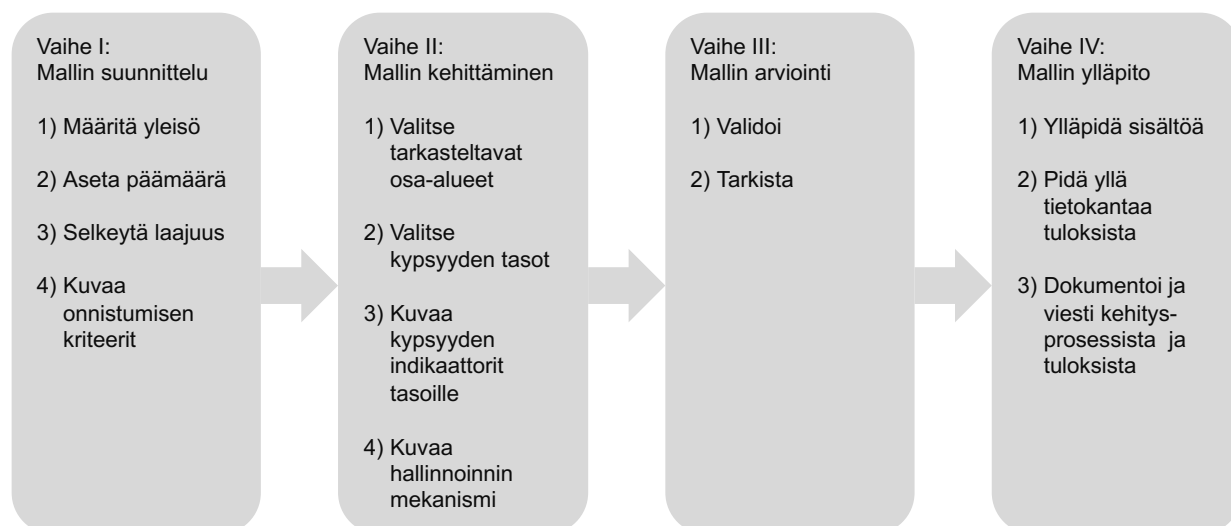 Vaihe I:
Mallin suunnittelu
1) Määritä yleisö
2) Aseta päämäärä
3) Selkeytä laajuus
4) Kuvaa
onnistumisen
kriteerit
Vaihe II:
Mallin kehittäminen
1) Valitse
tarkasteltavat
osa-alueet
2) Valitse
kypsyyden tasot
3) Kuvaa
kypsyyden
indikaattorit
tasoille
4) Kuvaa
hallinnoinnin
mekanismi
Vaihe III:
Mallin arviointi
1) Validoi
2) Tarkista
Vaihe IV:
Mallin ylläpito
1) Ylläpidä sisältöä
2) Pidä yllä
tietokantaa
tuloksista
3) Dokumentoi ja
viesti kehitys-
prosessista ja
tuloksista